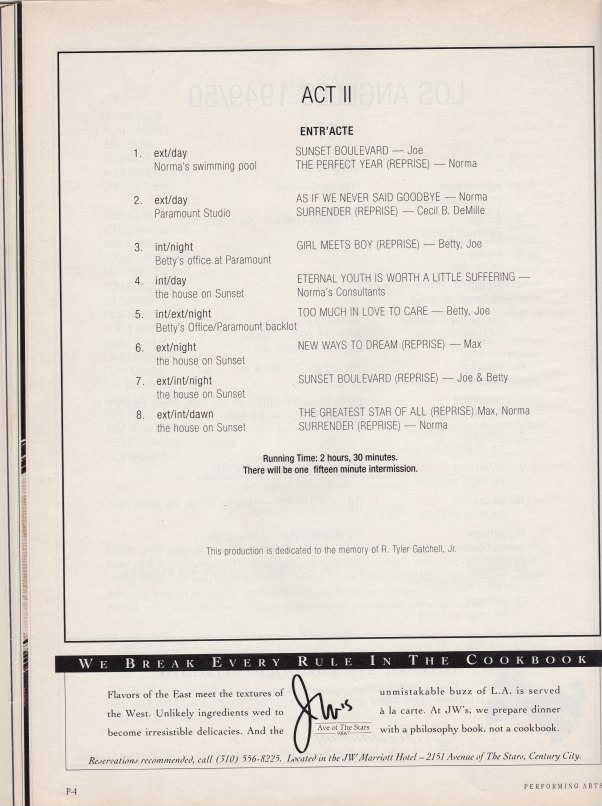 LOS ANGELES 1949/50
ACT II
ENTR'ACTE
1. ext/day SUNSET BOULEVARD — Joe
Norma's swimming pool THE PERFECT YEAR (REPRISE) — Norma
2. ext/day AS IF WE NEVER SAID GOODBYE — Norma
Paramount Studio SURRENDER (REPRISE) — Cecil B. DeMille
3. int/night GIRL MEETS BOY (REPRISE) — Betty, Joe
Betty's office at Paramount
4. int/day ETERNAL YOUTH IS WORTH A LITTLE SUFFERING —
the house on Sunset Norma's Consultants
5. int/ext/night TOO MUCH IN LOVE TO CARE — Betty, Joe
Betty's Office/Paramount backlot
6. ext/night NEW WAYS TO DREAM (REPRISE) — Max
the house on Sunset
7. ext/int/night SUNSET BOULEVARD (REPRISE) — Joe & Betty
the house on Sunset
8. ext/int/dawn THE GREATEST STAR OF ALL (REPRISE).Max, Norma
the house on Sunset SURRENDER (REPRISE) — Norma
Running Time: 2 hours, 30 minutes.
There will be one fifteen minute intermission.
This production is dedicated to the memory of R. Tyler Gatchell, Jr.
WE BREAK EVERY RULE IN THE COOKBOOK
Flavors of the East meet the textures of
the West. Unlikely ingredients wed to
become irresistible delicacies. And the
JW's
Ave of The Stars
90067
unmistakable buzz of L.A. is served
à la carte. At JW's, we prepare dinner
with a philosophy book, not a cookbook.
Reservations recommended, call (310) 556-8225. Located in the JW Marriott Hotel – 2151 Avenue of The Stars, Century City.
P-4 PERFORMING ARTS